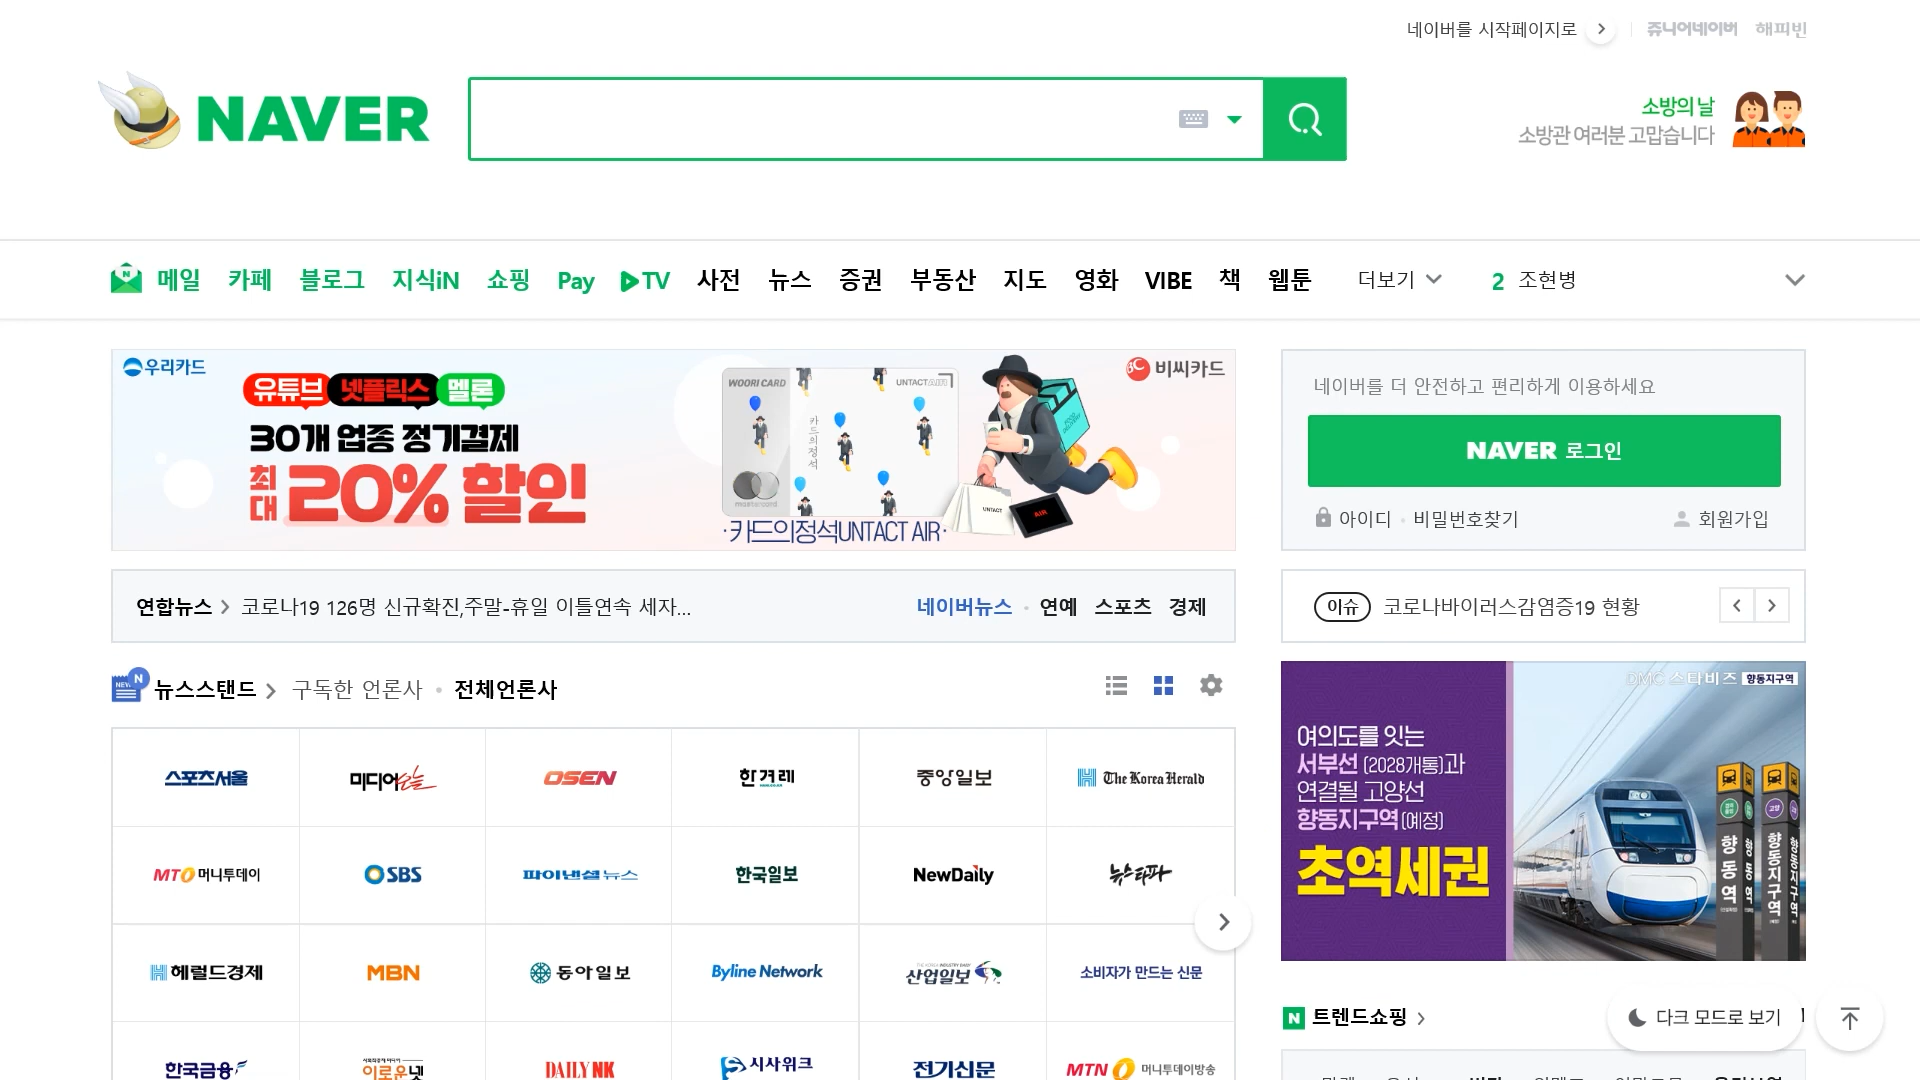 네이버를 시작페이지로
쥬니어네이버 해피빈
NAVER
소방의 날
소방관 여러분 고맙습니다
메일 카페 블로그 지식iN 쇼핑 Pay TV 사전 뉴스 증권 부동산 지도 영화 VIBE 책 웹툰 더보기 2 조현병
우리카드
비씨카드
유튜브 넷플릭스 멜론
30개 업종 정기결제
최대 20% 할인
WOORI CARD
UNTACT AIR
카드의정석
mastercard
UNTACT
AIR
·카드의정석UNTACT AIR·
네이버를 더 안전하고 편리하게 이용하세요
NAVER 로그인
아이디 · 비밀번호찾기 회원가입
연합뉴스 > 코로나19 126명 신규확진,주말-휴일 이틀연속 세자...
네이버뉴스 · 연예 스포츠 경제
이슈 코로나바이러스감염증19 현황
뉴스스탠드 > 구독한 언론사 · 전체언론사
스포츠서울 미디어오늘 OSEN 한겨레 중앙일보 The Korea Herald
MTO 머니투데이 SBS 파이낸셜뉴스 한국일보 NewDaily 뉴스타파
헤럴드경제 MBN 동아일보 Byline Network 산업일보 소비자가 만드는 신문
한국금융 이로운넷 DAILY NK 시사위크 전기신문 MTN 머니투데이방송
DMC 스타비즈 향동지구역
여의도를 잇는
서부선 (2028개통)과
연결될 고양선
향동지구역(예정)
초역세권
향동역
향동지구역
N 트렌드쇼핑 >
다크 모드로 보기